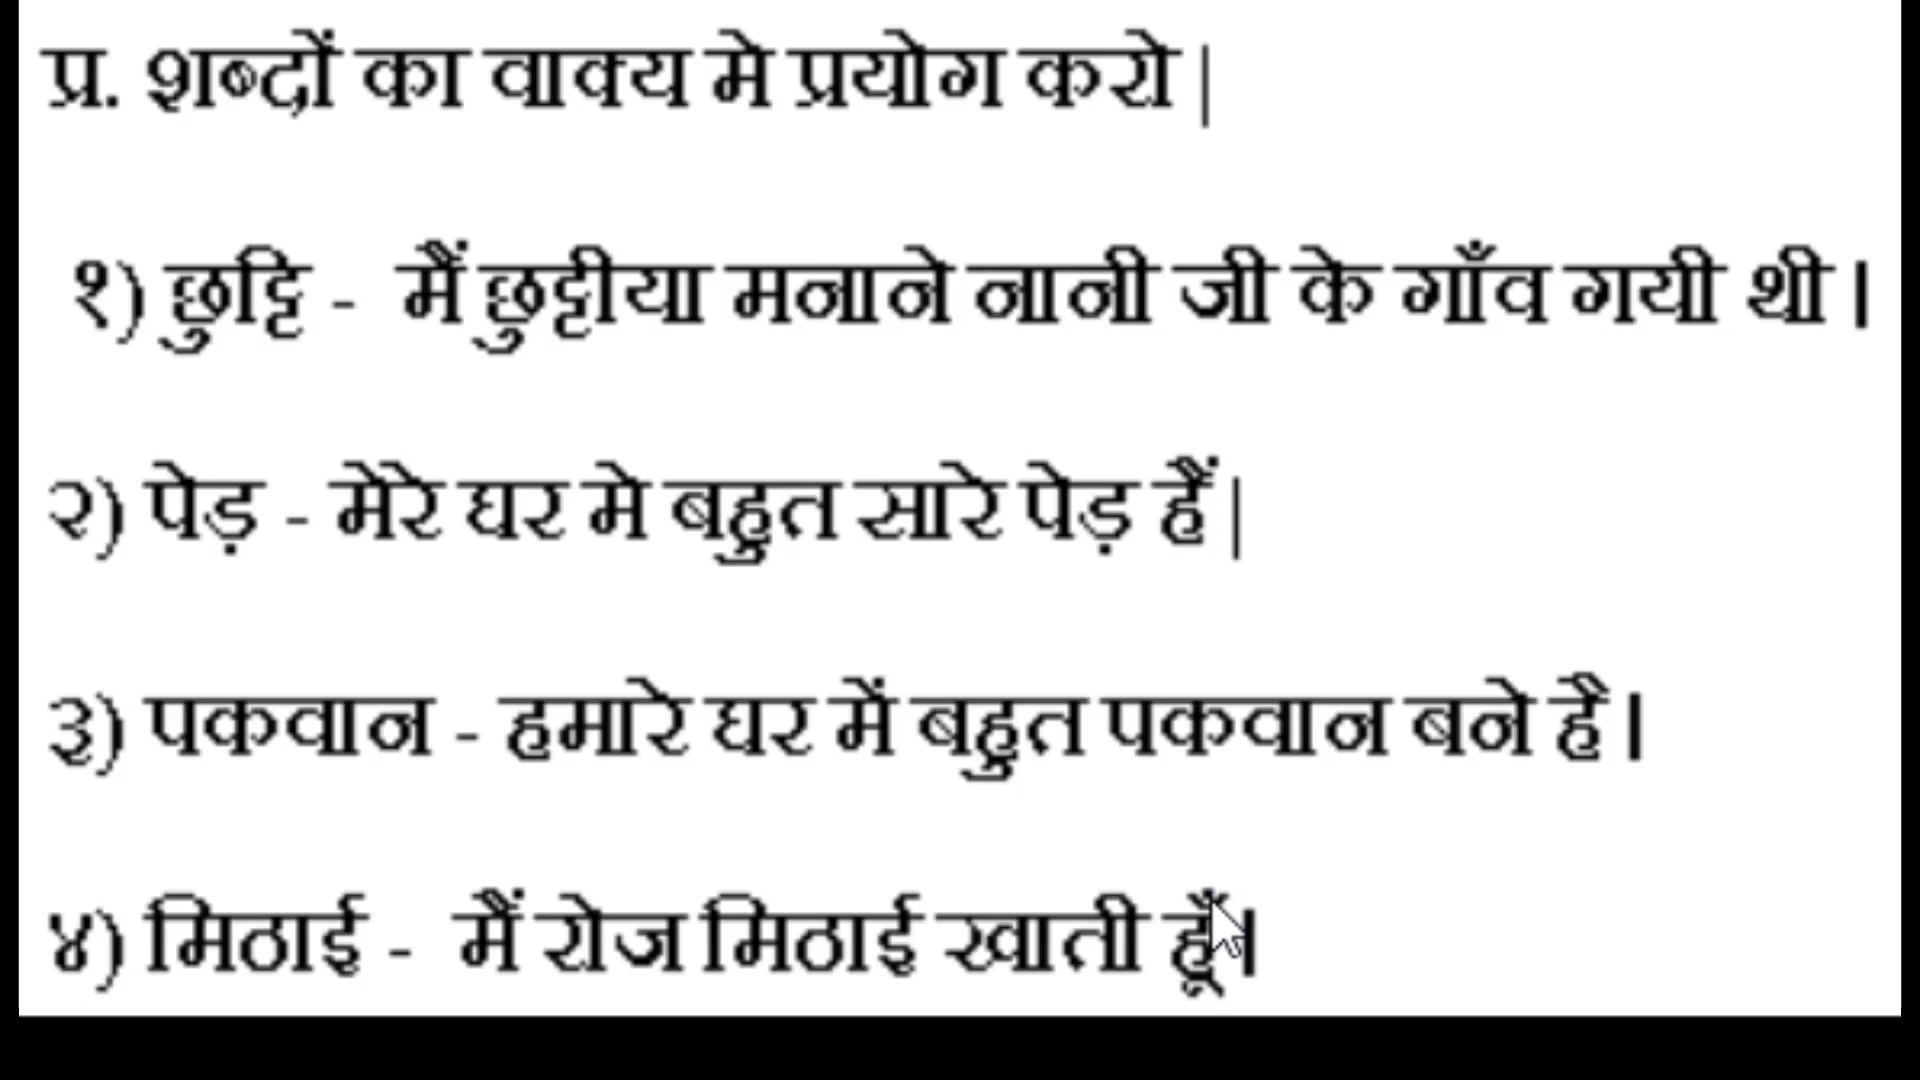 प्र. शब्दों का वाक्य मे प्रयोग करो|
१) छुट्टि - मैं छुट्टीया मनाने नानी जी के गाँव गयी थी।
२) पेड़ - मेरे घर मे बहुत सारे पेड़ हैं|
३) पकवान - हमारे घर में बहुत पकवान बने है।
४) मिठाई - मैं रोज मिठाई खाती हूँ।